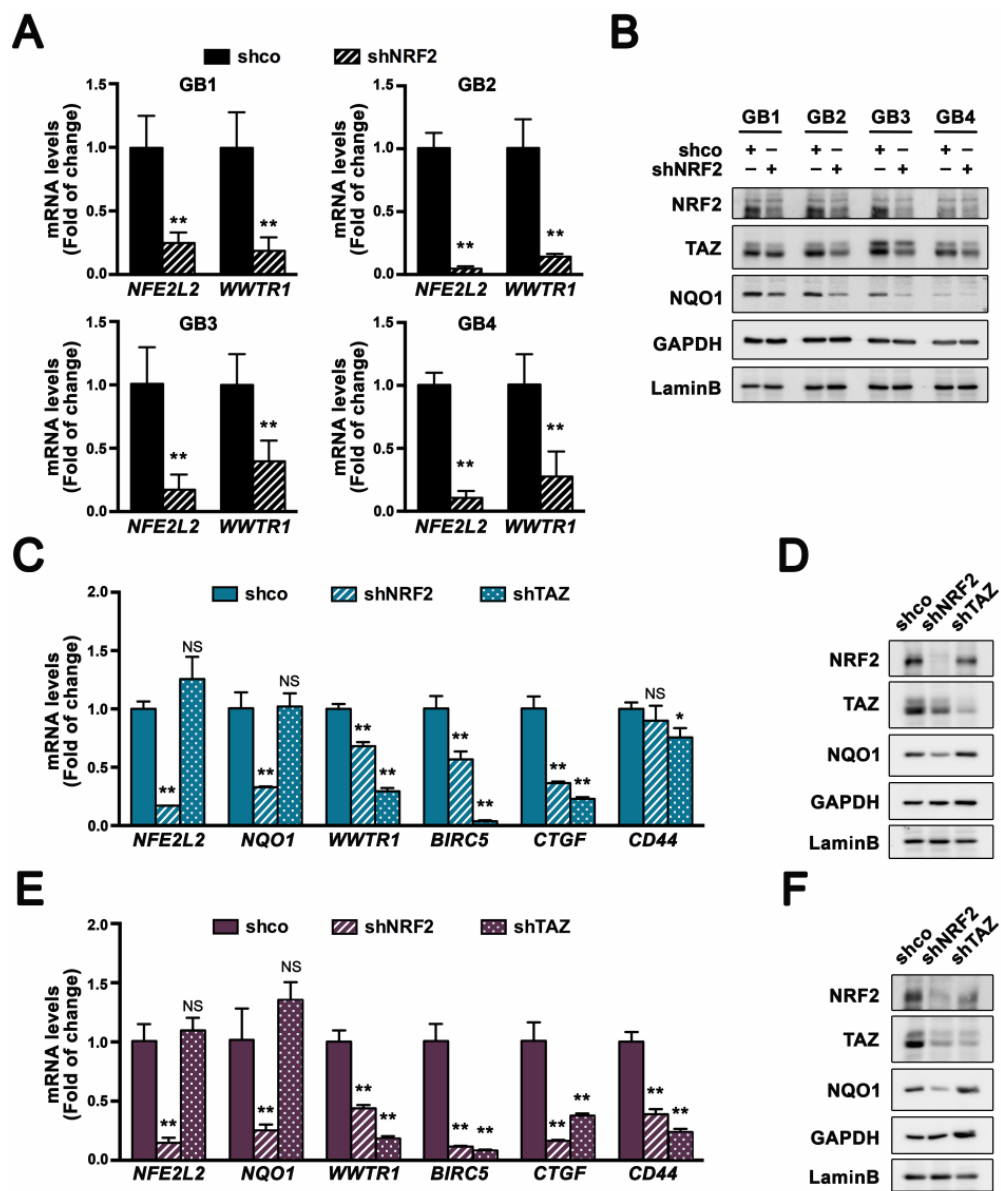 A
shco shNRF2
GB1
mRNA levels
(Fold of change)
1.5
1.0
0.5
0.0
** **
NFE2L2 WWTR1
GB2
mRNA levels
(Fold of change)
1.5
1.0
0.5
0.0
** **
NFE2L2 WWTR1
GB3
mRNA levels
(Fold of change)
1.5
1.0
0.5
0.0
** **
NFE2L2 WWTR1
GB4
mRNA levels
(Fold of change)
1.5
1.0
0.5
0.0
** **
NFE2L2 WWTR1
B
GB1 GB2 GB3 GB4
shco + − + − + − + −
shNRF2 − + − + − + − +
NRF2
TAZ
NQO1
GAPDH
LaminB
C
shco shNRF2 shTAZ
mRNA levels
(Fold of change)
2.0
1.5
1.0
0.5
0.0
** NS ** NS ** ** ** ** ** ** NS *
NFE2L2 NQO1 WWTR1 BIRC5 CTGF CD44
D
shco shNRF2 shTAZ
NRF2
TAZ
NQO1
GAPDH
LaminB
E
shco shNRF2 shTAZ
mRNA levels
(Fold of change)
2.0
1.5
1.0
0.5
0.0
** NS ** NS ** ** ** ** ** ** ** **
NFE2L2 NQO1 WWTR1 BIRC5 CTGF CD44
F
shco shNRF2 shTAZ
NRF2
TAZ
NQO1
GAPDH
LaminB